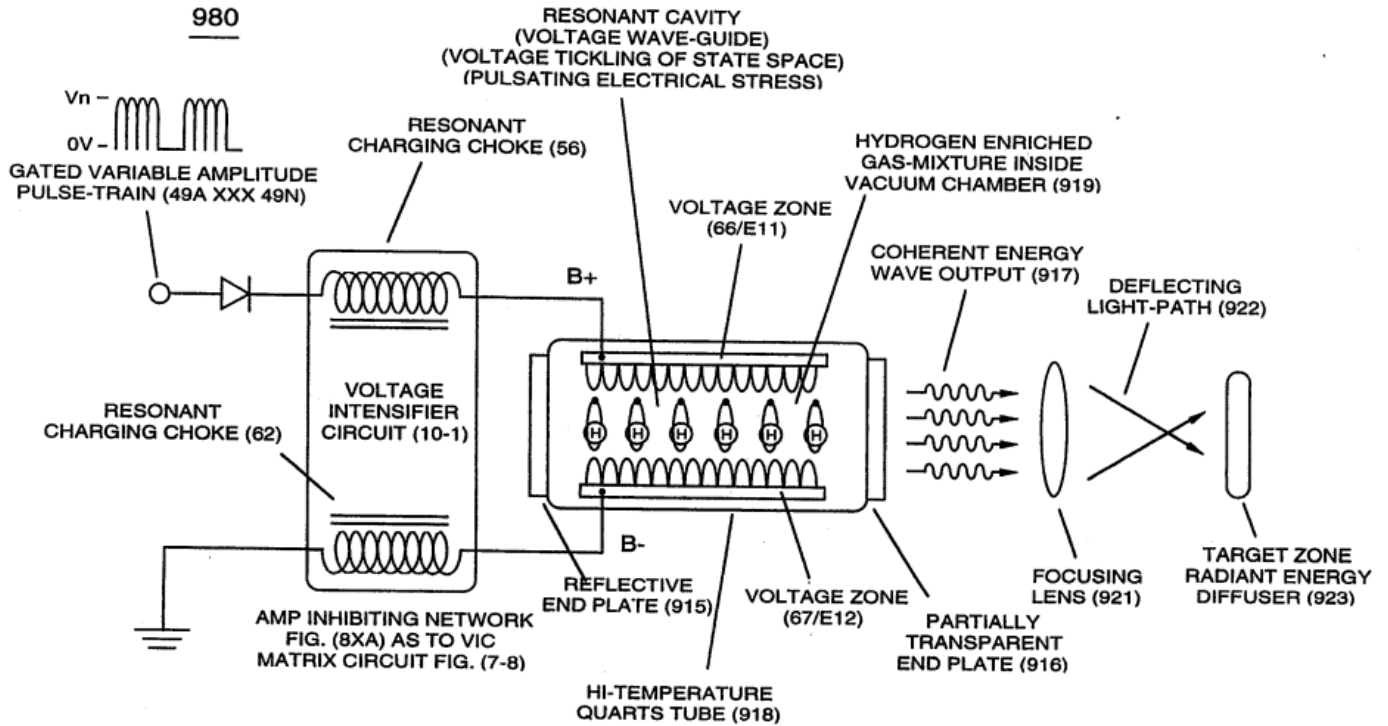 980
RESONANT CAVITY
(VOLTAGE WAVE-GUIDE)
(VOLTAGE TICKLING OF STATE SPACE)
(PULSATING ELECTRICAL STRESS)
Vn
0V
GATED VARIABLE AMPLITUDE
PULSE-TRAIN (49A XXX 49N)
RESONANT
CHARGING CHOKE (56)
HYDROGEN ENRICHED
GAS-MIXTURE INSIDE
VACUUM CHAMBER (919)
VOLTAGE ZONE
(66/E11)
COHERENT ENERGY
WAVE OUTPUT (917)
DEFLECTING
LIGHT-PATH (922)
B+
VOLTAGE
INTENSIFIER
CIRCUIT (10-1)
RESONANT
CHARGING CHOKE (62)
H H H H H H
B-
REFLECTIVE
END PLATE (915)
VOLTAGE ZONE
(67/E12)
FOCUSING
LENS (921)
TARGET ZONE
RADIANT ENERGY
DIFFUSER (923)
AMP INHIBITING NETWORK
FIG. (8XA) AS TO VIC
MATRIX CIRCUIT FIG. (7-8)
PARTIALLY
TRANSPARENT
END PLATE (916)
HI-TEMPERATURE
QUARTS TUBE (918)